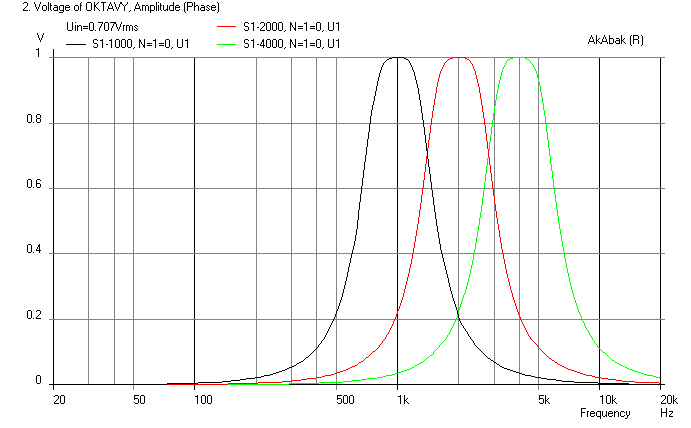 2. Voltage of OKTAVY, Amplitude (Phase)
Uin=0.707Vrms
S1-2000, N=1=0, U1
V
S1-1000, N=1=0, U1
S1-4000, N=1=0, U1
AkAbak (R)
1
0.8
0.6
0.4
0.2
0
20 50 100 500 1k 5k 10k 20k
Frequency Hz